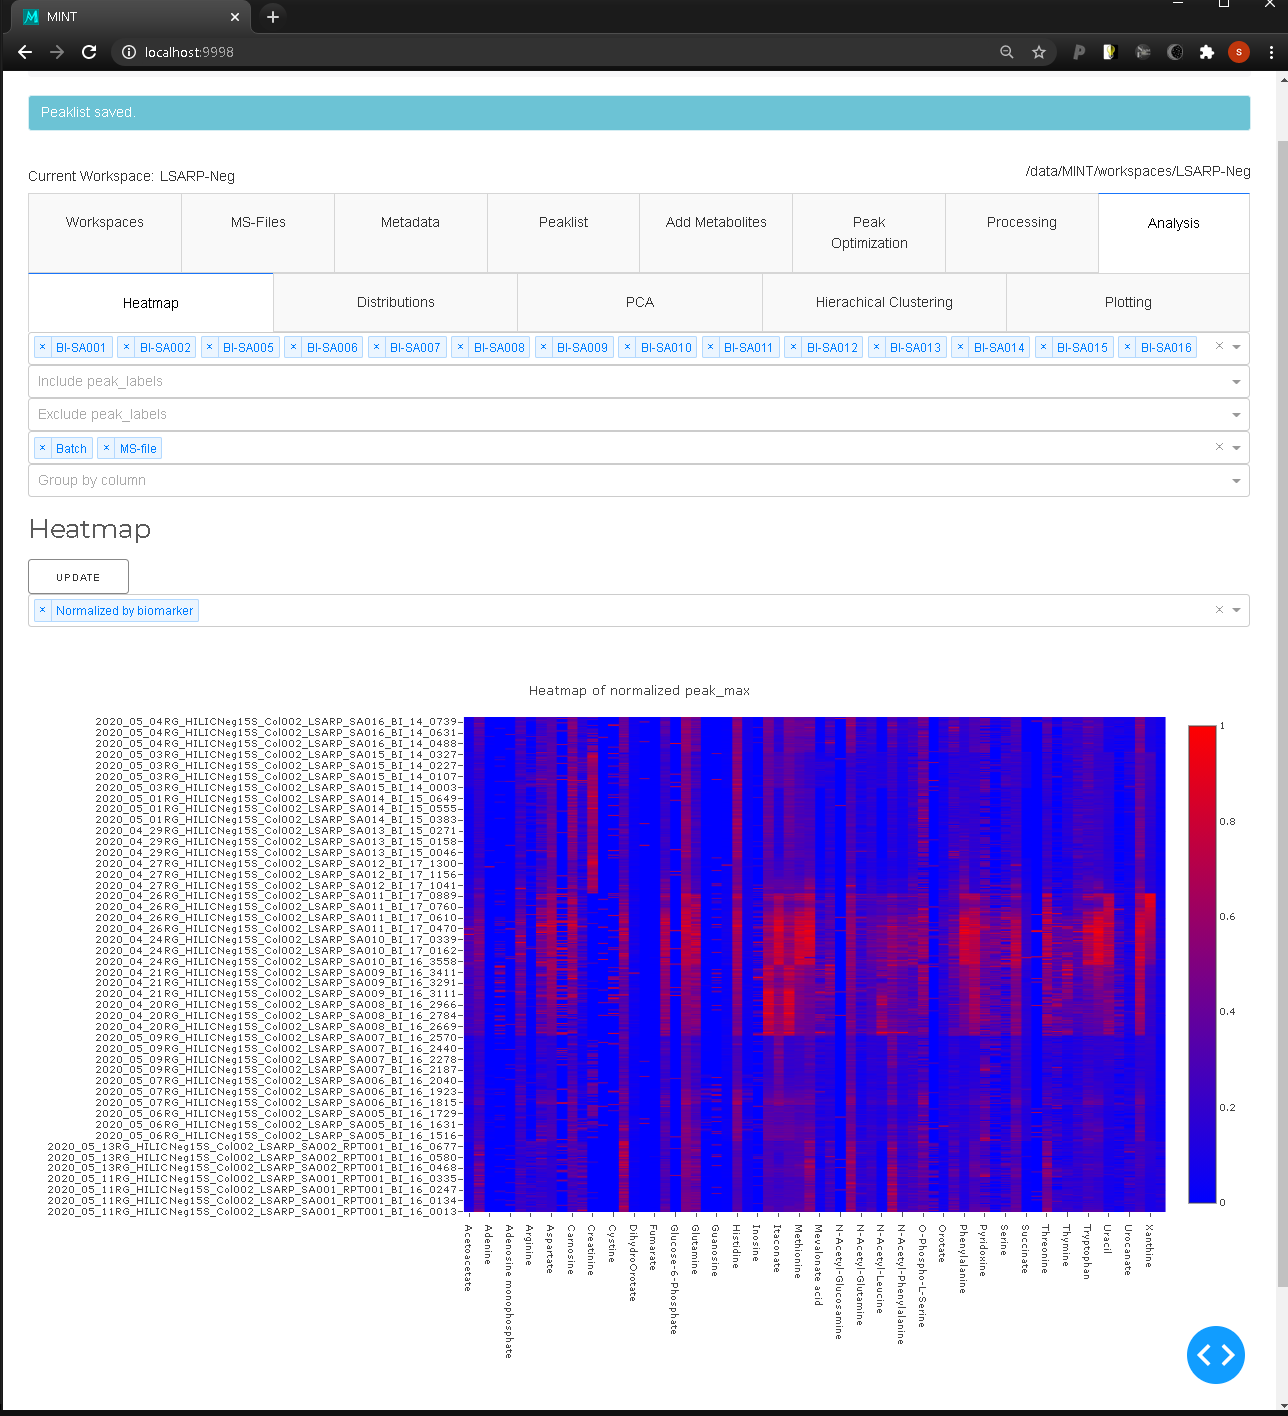 MINT
localhost:9998
S
Peaklist saved.
Current Workspace: LSARP-Neg
/data/MINT/workspaces/LSARP-Neg
Workspaces
MS-Files
Metadata
Peaklist
Add Metabolites
Peak
Optimization
Processing
Analysis
Heatmap
Distributions
PCA
Hierachical Clustering
Plotting
× BI-SA001 × BI-SA002 × BI-SA005 × BI-SA006 × BI-SA007 × BI-SA008 × BI-SA009 × BI-SA010 × BI-SA011 × BI-SA012 × BI-SA013 × BI-SA014 × BI-SA015 × BI-SA016 ×
Include peak_labels
Exclude peak_labels
× Batch × MS-file ×
Group by column
Heatmap
UPDATE
× Normalized by biomarker ×
Heatmap of normalized peak_max
2020_05_04RG_HILICNeg15S_Col002_LSARP_SA016_BI_14_0739
2020_05_04RG_HILICNeg15S_Col002_LSARP_SA016_BI_14_0631
2020_05_04RG_HILICNeg15S_Col002_LSARP_SA016_BI_14_0488
2020_05_03RG_HILICNeg15S_Col002_LSARP_SA015_BI_14_0327
2020_05_03RG_HILICNeg15S_Col002_LSARP_SA015_BI_14_0227
2020_05_03RG_HILICNeg15S_Col002_LSARP_SA015_BI_14_0107
2020_05_03RG_HILICNeg15S_Col002_LSARP_SA015_BI_14_0003
2020_05_01RG_HILICNeg15S_Col002_LSARP_SA014_BI_15_0649
2020_05_01RG_HILICNeg15S_Col002_LSARP_SA014_BI_15_0555
2020_05_01RG_HILICNeg15S_Col002_LSARP_SA014_BI_15_0383
2020_04_29RG_HILICNeg15S_Col002_LSARP_SA013_BI_15_0271
2020_04_29RG_HILICNeg15S_Col002_LSARP_SA013_BI_15_0158
2020_04_29RG_HILICNeg15S_Col002_LSARP_SA013_BI_15_0046
2020_04_27RG_HILICNeg15S_Col002_LSARP_SA012_BI_17_1300
2020_04_27RG_HILICNeg15S_Col002_LSARP_SA012_BI_17_1156
2020_04_27RG_HILICNeg15S_Col002_LSARP_SA012_BI_17_1041
2020_04_26RG_HILICNeg15S_Col002_LSARP_SA011_BI_17_0889
2020_04_26RG_HILICNeg15S_Col002_LSARP_SA011_BI_17_0760
2020_04_26RG_HILICNeg15S_Col002_LSARP_SA011_BI_17_0610
2020_04_26RG_HILICNeg15S_Col002_LSARP_SA011_BI_17_0470
2020_04_24RG_HILICNeg15S_Col002_LSARP_SA010_BI_17_0339
2020_04_24RG_HILICNeg15S_Col002_LSARP_SA010_BI_17_0162
2020_04_24RG_HILICNeg15S_Col002_LSARP_SA010_BI_16_3558
2020_04_21RG_HILICNeg15S_Col002_LSARP_SA009_BI_16_3411
2020_04_21RG_HILICNeg15S_Col002_LSARP_SA009_BI_16_3291
2020_04_21RG_HILICNeg15S_Col002_LSARP_SA009_BI_16_3111
2020_04_20RG_HILICNeg15S_Col002_LSARP_SA008_BI_16_2966
2020_04_20RG_HILICNeg15S_Col002_LSARP_SA008_BI_16_2784
2020_04_20RG_HILICNeg15S_Col002_LSARP_SA008_BI_16_2669
2020_05_09RG_HILICNeg15S_Col002_LSARP_SA007_BI_16_2570
2020_05_09RG_HILICNeg15S_Col002_LSARP_SA007_BI_16_2440
2020_05_09RG_HILICNeg15S_Col002_LSARP_SA007_BI_16_2278
2020_05_09RG_HILICNeg15S_Col002_LSARP_SA007_BI_16_2187
2020_05_07RG_HILICNeg15S_Col002_LSARP_SA006_BI_16_2040
2020_05_07RG_HILICNeg15S_Col002_LSARP_SA006_BI_16_1923
2020_05_07RG_HILICNeg15S_Col002_LSARP_SA006_BI_16_1815
2020_05_06RG_HILICNeg15S_Col002_LSARP_SA005_BI_16_1729
2020_05_06RG_HILICNeg15S_Col002_LSARP_SA005_BI_16_1631
2020_05_06RG_HILICNeg15S_Col002_LSARP_SA005_BI_16_1516
2020_05_13RG_HILICNeg15S_Col002_LSARP_SA002_RPT001_BI_16_0677
2020_05_13RG_HILICNeg15S_Col002_LSARP_SA002_RPT001_BI_16_0580
2020_05_13RG_HILICNeg15S_Col002_LSARP_SA002_RPT001_BI_16_0468
2020_05_11RG_HILICNeg15S_Col002_LSARP_SA001_RPT001_BI_16_0335
2020_05_11RG_HILICNeg15S_Col002_LSARP_SA001_RPT001_BI_16_0247
2020_05_11RG_HILICNeg15S_Col002_LSARP_SA001_RPT001_BI_16_0134
2020_05_11RG_HILICNeg15S_Col002_LSARP_SA001_RPT001_BI_16_0013
1
0.8
0.6
0.4
0.2
0
Acetoacetate
Adenine
Adenosine monophosphate
Arginine
Aspartate
Carnosine
Creatinine
Cystine
DihydroOrotate
Fumarate
Glucose-6-Phosphate
Glutamine
Guanosine
Histidine
Inosine
Itaconate
Methionine
Mevalonate acid
N-Acetyl-Glucosamine
N-Acetyl-Glutamine
N-Acetyl-Leucine
N-Acetyl-Phenylalanine
O-Phospho-L-Serine
Orotate
Phenylalanine
Pyridoxine
Serine
Succinate
Threonine
Thymine
Tryptophan
Uracil
Urocanate
Xanthine